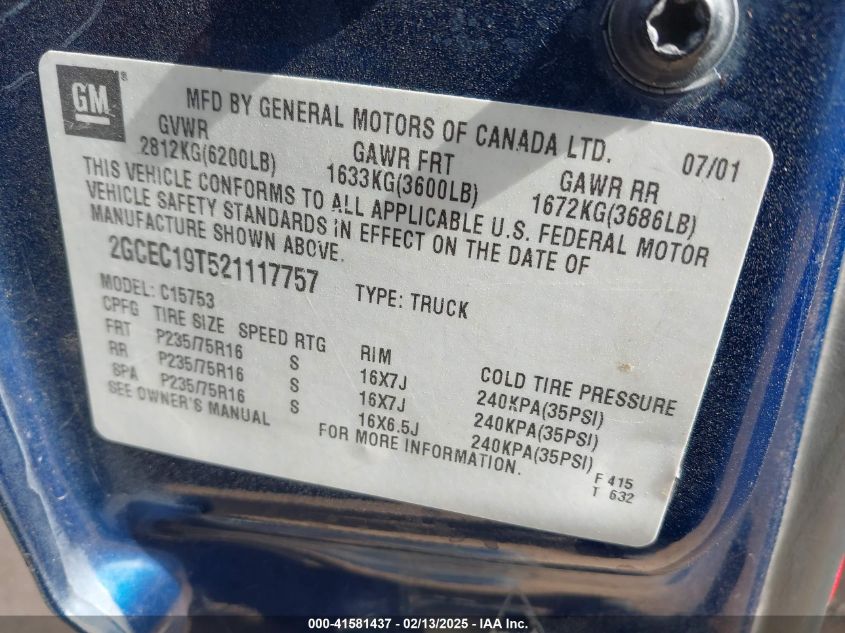 GM
MFD BY GENERAL MOTORS OF CANADA LTD. 07/01
GVWR GAWR FRT GAWR RR
2812KG(6200LB) 1633KG(3600LB) 1672KG(3686LB)
THIS VEHICLE CONFORMS TO ALL APPLICABLE U.S. FEDERAL MOTOR
VEHICLE SAFETY STANDARDS IN EFFECT ON THE DATE OF
MANUFACTURE SHOWN ABOVE.
2GCEC19T521117757 TYPE: TRUCK
MODEL: C15753
CPFG TIRE SIZE SPEED RTG RIM COLD TIRE PRESSURE
FRT P235/75R16 S 16X7J 240KPA(35PSI)
RR P235/75R16 S 16X7J 240KPA(35PSI)
SPA P235/75R16 S 16X6.5J 240KPA(35PSI)
SEE OWNER'S MANUAL FOR MORE INFORMATION.
F 415
T 632
000-41581437 - 02/13/2025 - IAA Inc.